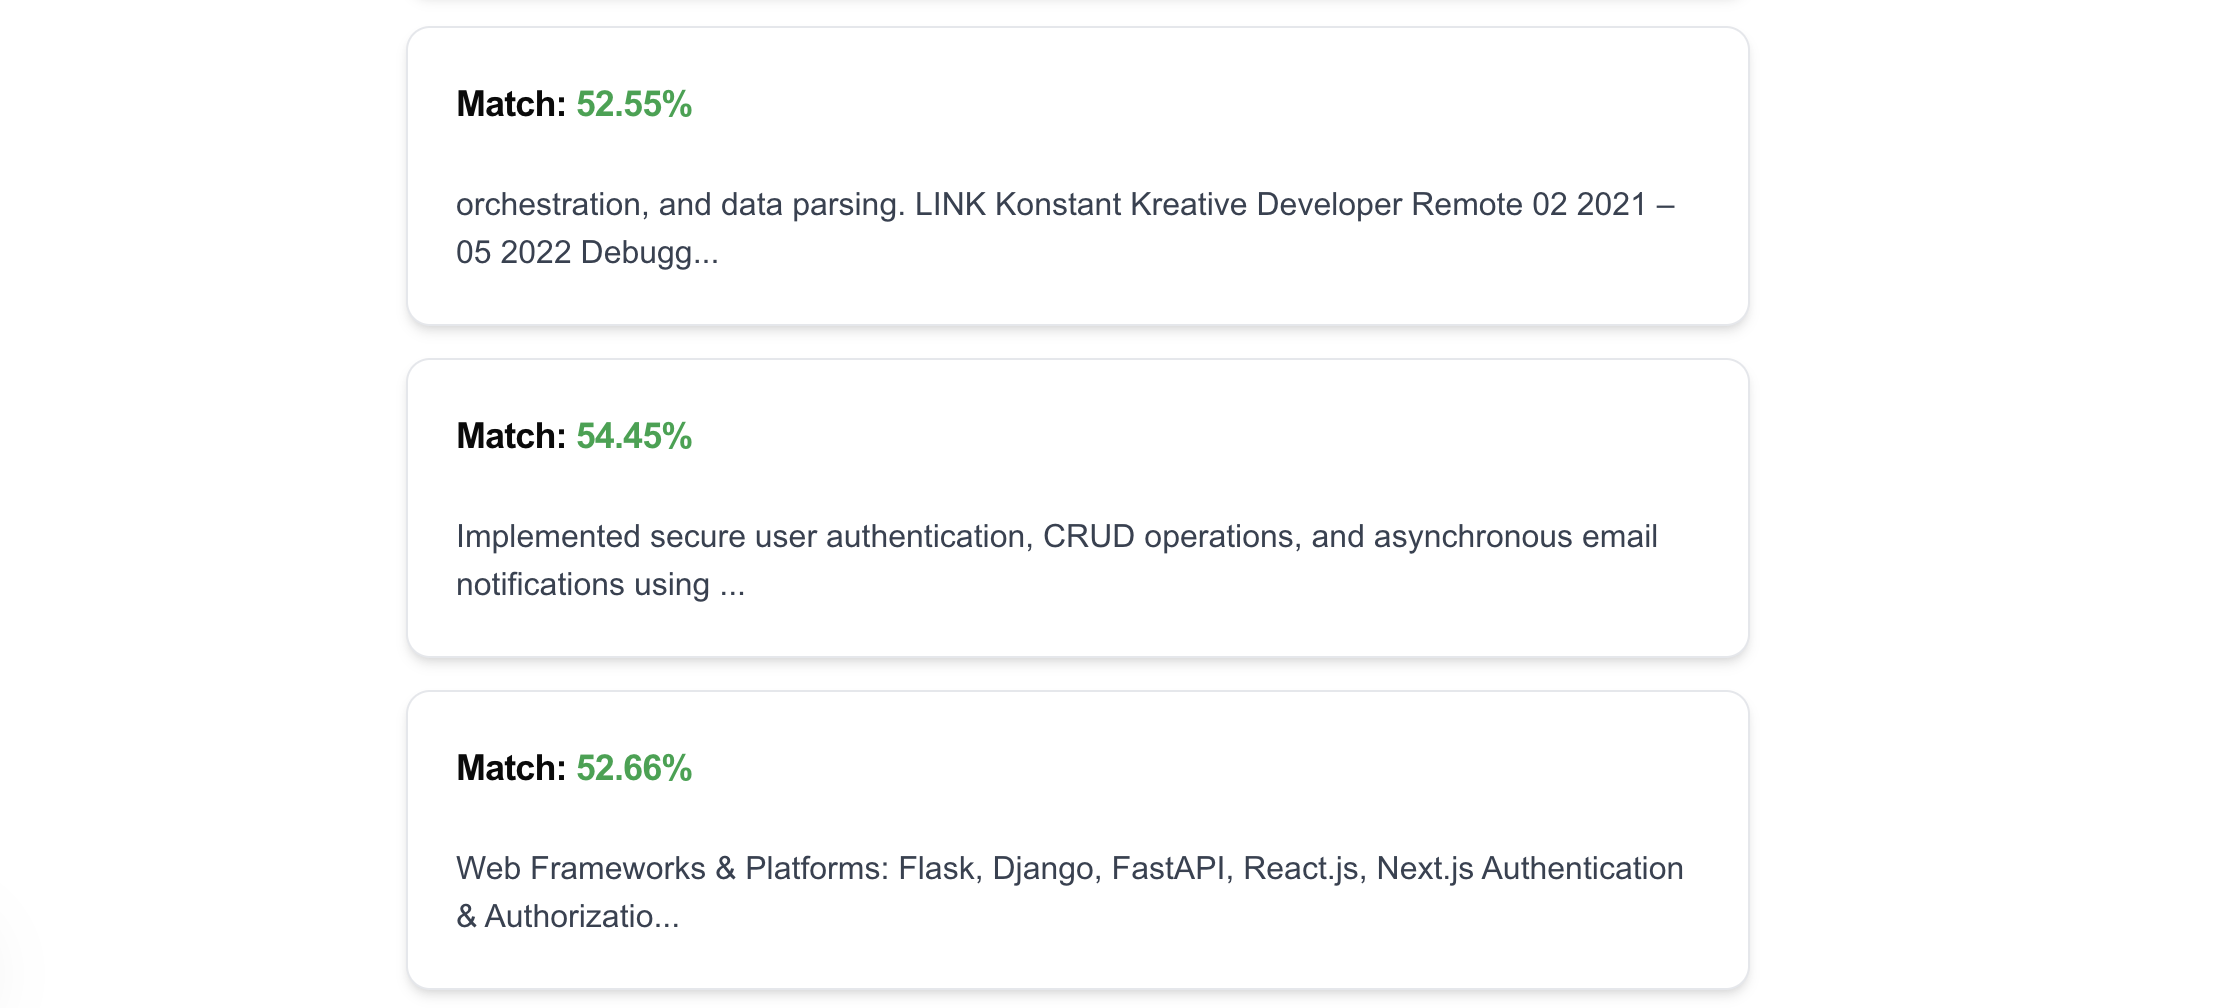 Match: 52.55%
orchestration, and data parsing. LINK Konstant Kreative Developer Remote 02 2021 –
05 2022 Debugg...
Match: 54.45%
Implemented secure user authentication, CRUD operations, and asynchronous email
notifications using ...
Match: 52.66%
Web Frameworks & Platforms: Flask, Django, FastAPI, React.js, Next.js Authentication
& Authorizatio...